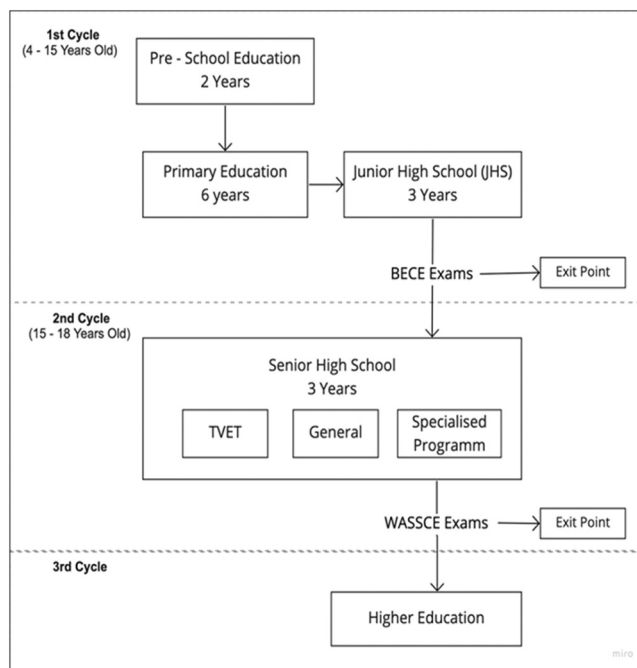 1st Cycle
(4 - 15 Years Old)
Pre - School Education
2 Years
Primary Education
6 years
Junior High School (JHS)
3 Years
BECE Exams
Exit Point
2nd Cycle
(15 - 18 Years Old)
Senior High School
3 Years
TVET
General
Specialised
Programm
WASSCE Exams
Exit Point
3rd Cycle
Higher Education
miro